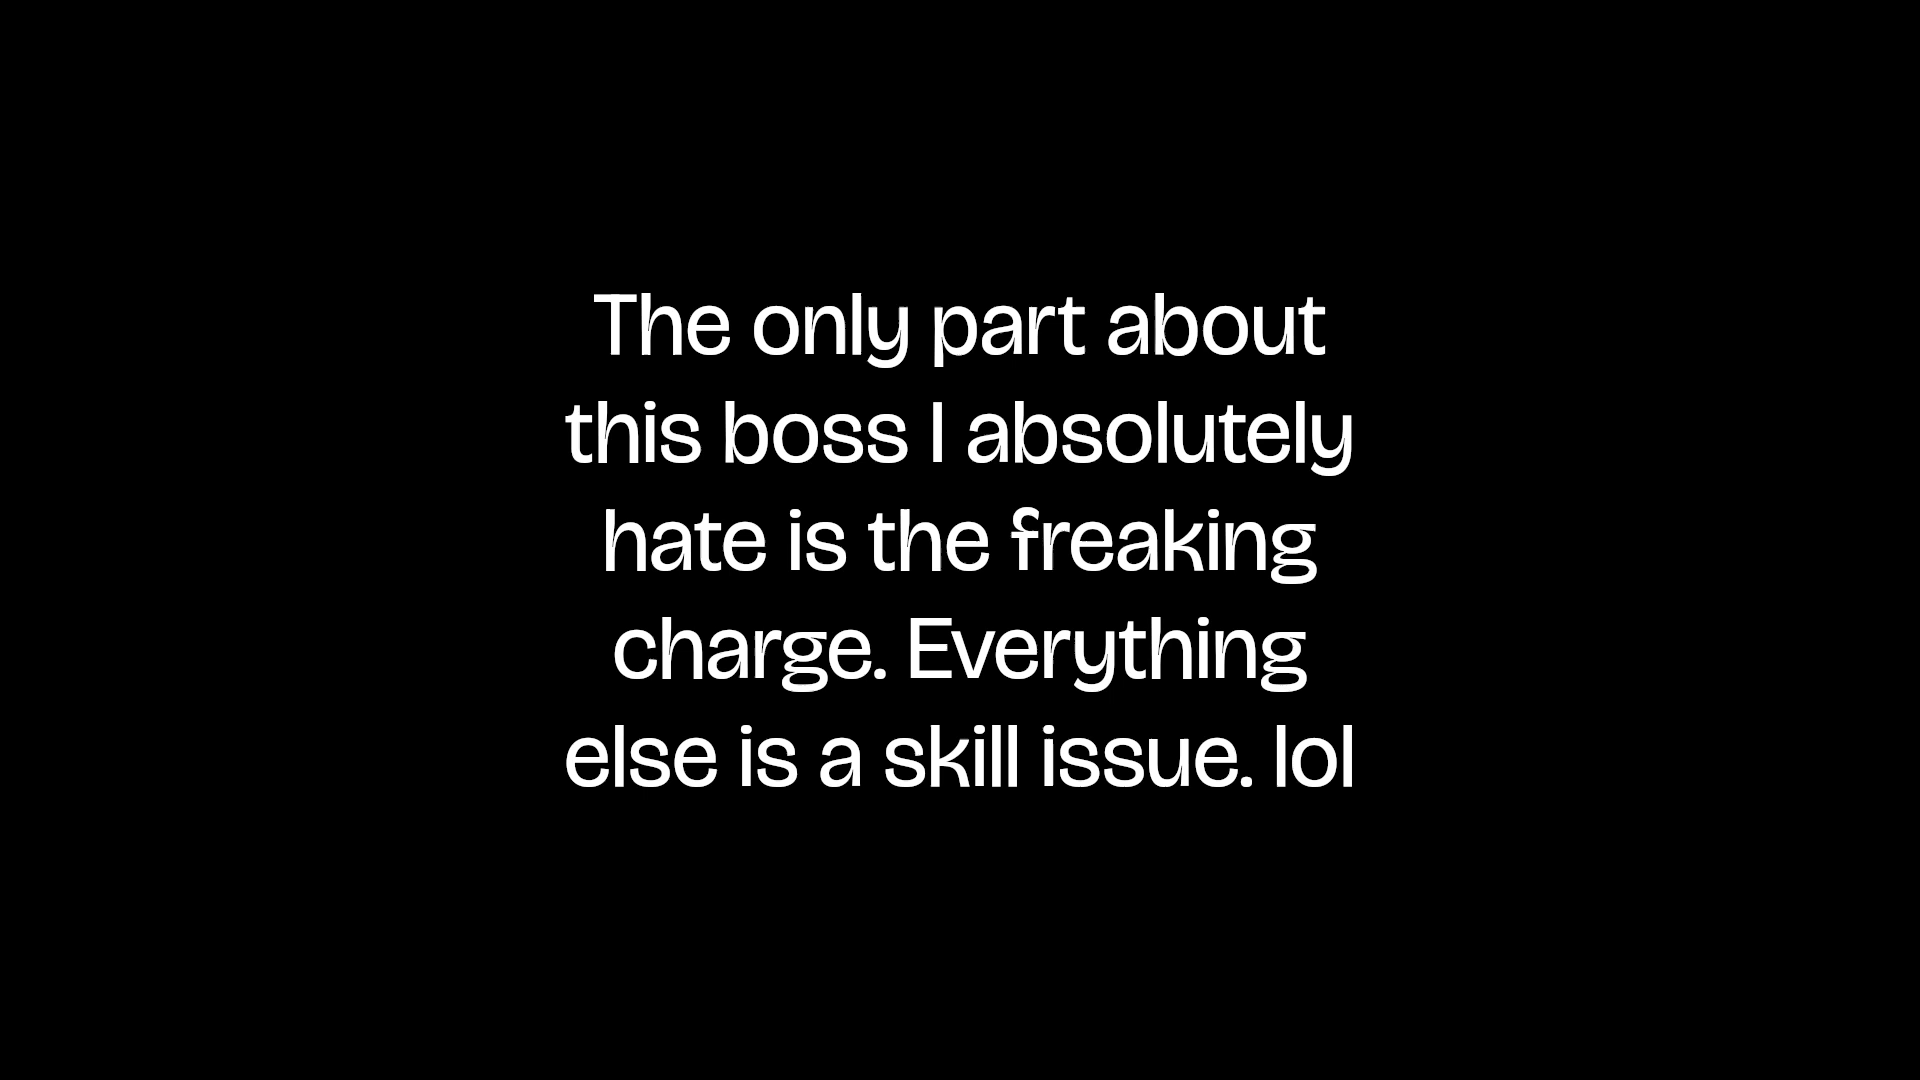 The only part about
this boss I absolutely
hate is the freaking
charge. Everything
else is a skill issue. lol